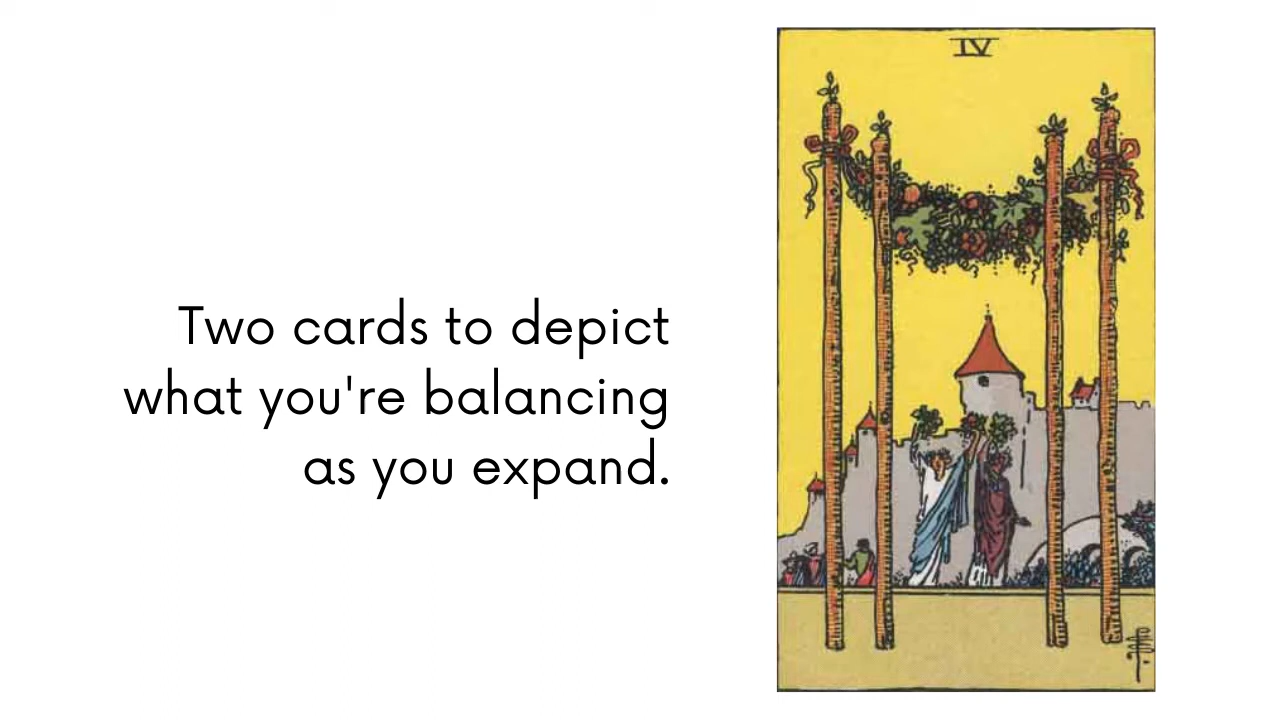 IV
Two cards to depict
what you're balancing
as you expand.